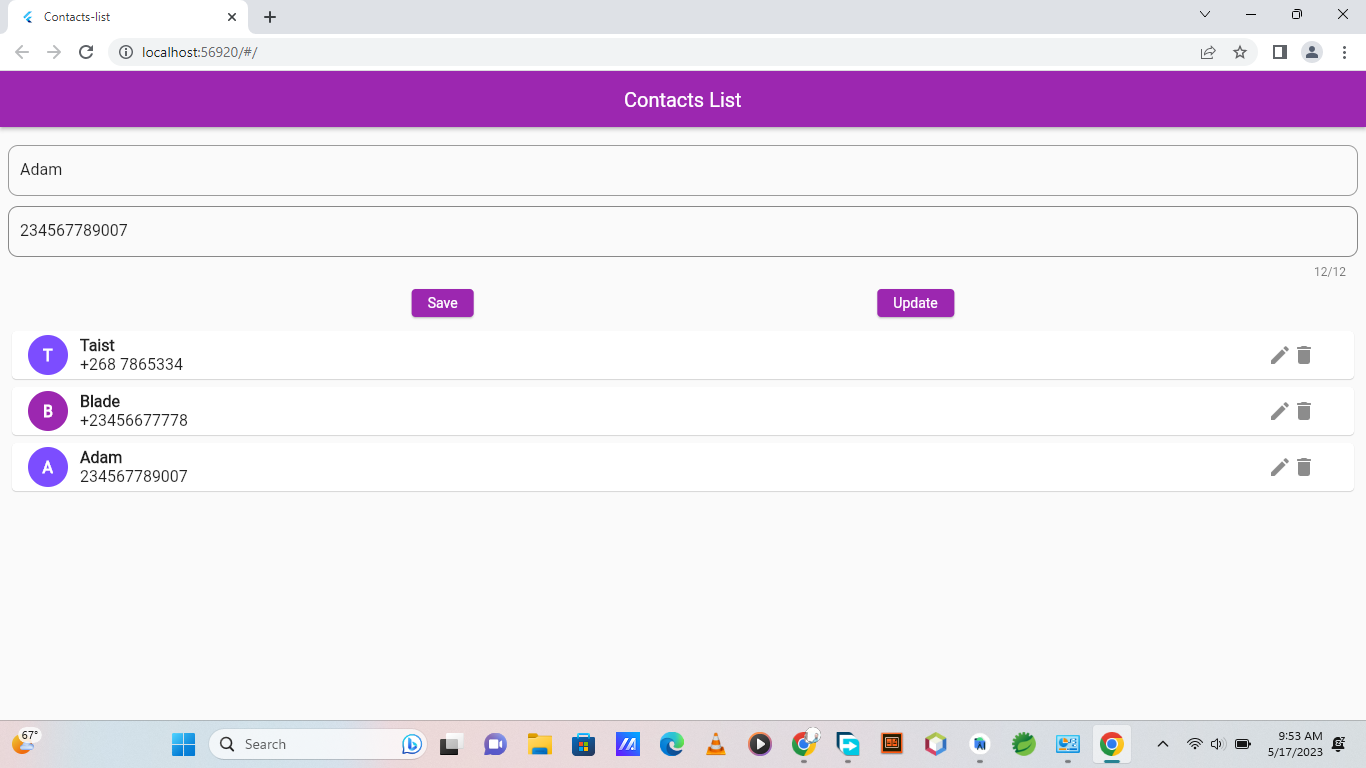 Contacts-list
localhost:56920/#/
Contacts List
Adam
234567789007
12/12
Save Update
T Taist
+268 7865334
B Blade
+23456677778
A Adam
234567789007
67°
Search
9:53 AM
5/17/2023